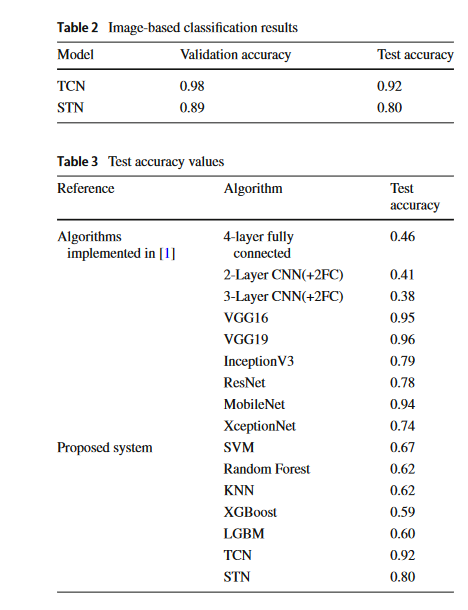 Table 2 Image-based classification results
Model Validation accuracy Test accuracy
TCN 0.98 0.92
STN 0.89 0.80
Table 3 Test accuracy values
Reference Algorithm Test
accuracy
Algorithms 4-layer fully 0.46
implemented in [1] connected
2-Layer CNN(+2FC) 0.41
3-Layer CNN(+2FC) 0.38
VGG16 0.95
VGG19 0.96
InceptionV3 0.79
ResNet 0.78
MobileNet 0.94
XceptionNet 0.74
Proposed system SVM 0.67
Random Forest 0.62
KNN 0.62
XGBoost 0.59
LGBM 0.60
TCN 0.92
STN 0.80